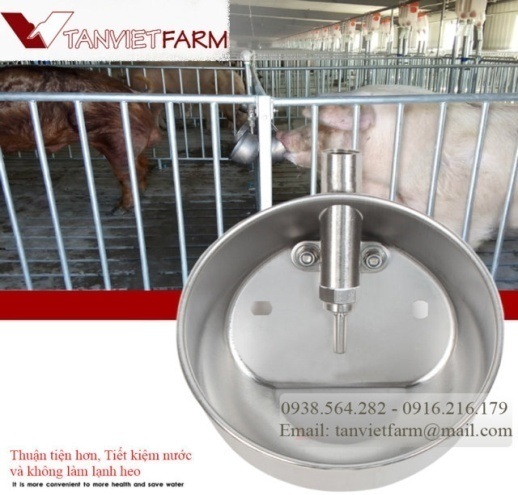 TANVIETFARM
0938.564.282 - 0916.216.179
Email: tanvietfarm@mail.com
Thuận tiện hơn, Tiết kiệm nước
và không làm lạnh heo
It is more convenient to more health and save water